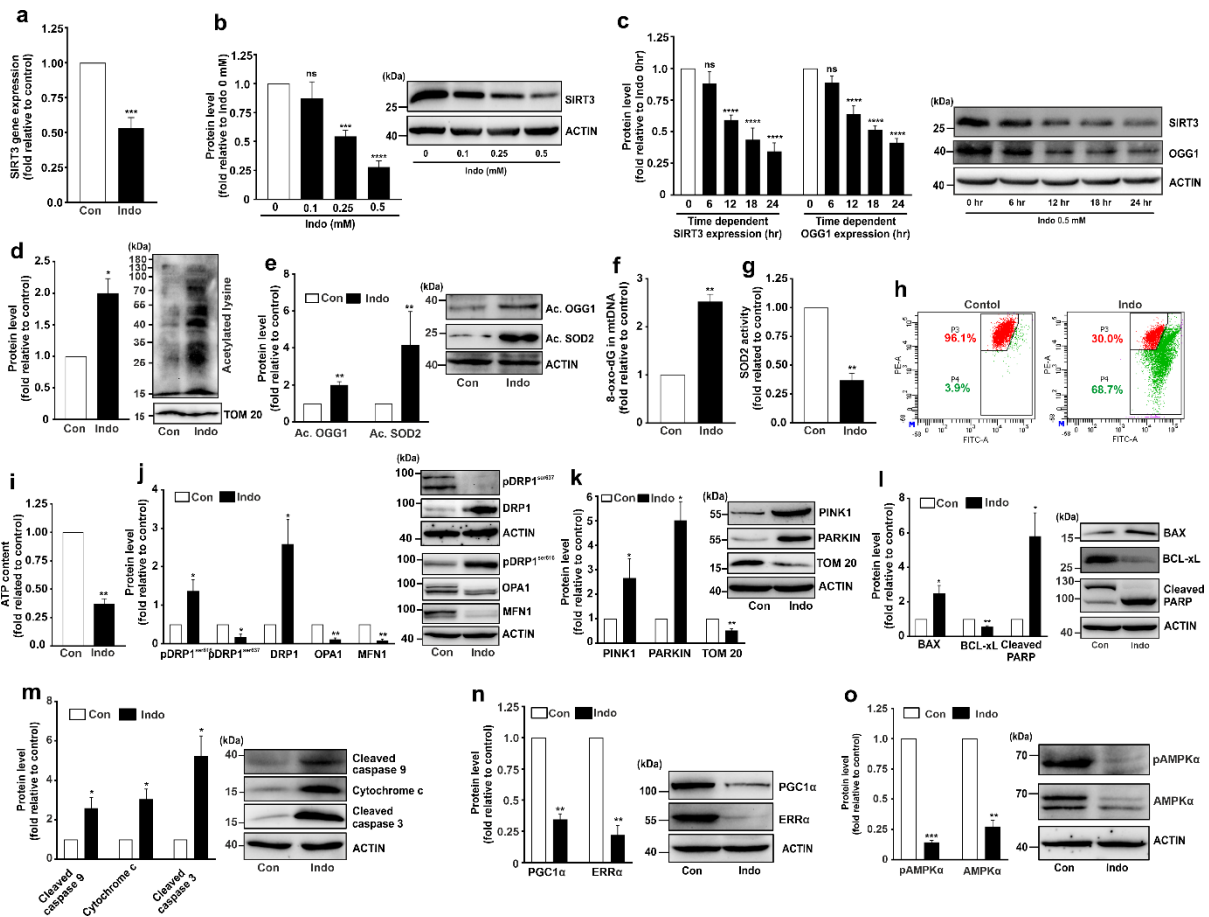 a
SIRT3 gene expression
(fold relative to control)
1.25
1.00
0.75
0.50
0.25
0.00
***
Con
Indo
b
Protein level
(fold relative to Indo 0 mM)
1.25
1.0
0.75
0.50
0.25
0
ns
***
****
0
0.1
0.25
0.5
Indo (mM)
(kDa)
25
40
SIRT3
ACTIN
0
0.1
0.25
0.5
Indo (mM)
c
Protein level
(fold relative to Indo 0hr)
1.25
1.0
0.75
0.50
0.25
0
ns
****
****
****
ns
****
****
****
0 6 12 18 24
0 6 12 18 24
Time dependent
SIRT3 expression (hr)
Time dependent
OGG1 expression (hr)
(kDa)
25
40
40
SIRT3
OGG1
ACTIN
0 hr
6 hr
12 hr
18 hr
24 hr
Indo 0.5 mM
d
Protein level
(fold relative to control)
2.5
2.0
1.5
1.0
0.5
0
*
Con
Indo
(kDa)
180
130
100
70
66
40
36
26
15
15
Acetylated lysine
TOM 20
Con
Indo
e
Con
Indo
Protein level
(fold relative to control)
8
6
4
2
0
**
**
Ac. OGG1
Ac. SOD2
(kDa)
40
25
40
Ac. OGG1
Ac. SOD2
ACTIN
Con
Indo
f
8-oxo-dG in mtDNA
(fold relative to control)
3
2
1
0
**
Con
Indo
g
SOD2 activity
(fold related to control)
1.25
1.00
0.75
0.50
0.25
0.00
**
Con
Indo
h
Contol
PE-A
P3
96.1%
P4
3.9%
FITC-A
M
Indo
PE-A
P3
30.0%
P4
68.7%
FITC-A
M
i
ATP content
(fold related to control)
1.25
1.00
0.75
0.50
0.25
0.00
**
Con
Indo
j
Con
Indo
Protein level
(fold relative to control)
4
3
2
0
*
*
*
**
**
pDRP1
pDRP1ser637
DRP1
OPA1
MFN1
(kDa)
100
100
40
100
100
100
40
pDRP1ser637
DRP1
ACTIN
pDRP1ser616
OPA1
MFN1
ACTIN
Con
Indo
k
Con
Indo
Protein level
(fold relative to control)
6
5
4
3
2
1
0
*
*
**
PINK1
PARKIN
TOM 20
(kDa)
55
55
15
40
PINK1
PARKIN
TOM 20
ACTIN
Con
Indo
l
Con
Indo
Protein level
(fold relative to control)
8
6
4
2
0
*
**
*
BAX
BCL-xL
Cleaved
PARP
(kDa)
15
25
130
100
40
BAX
BCL-xL
Cleaved
PARP
ACTIN
Con
Indo
m
Con
Indo
Protein level
(fold relative to control)
8
6
4
2
0
*
*
*
Cleaved
caspase 9
Cytochrome c
Cleaved
caspase 3
(kDa)
40
15
15
40
Cleaved
caspase 9
Cytochrome c
Cleaved
caspase 3
ACTIN
Con
Indo
n
Con
Indo
Protein level
(fold relative to control)
1.25
1.0
0.75
0.50
0.25
0
**
**
PGC1α
ERRα
(kDa)
100
55
40
PGC1α
ERRα
ACTIN
Con
Indo
o
Con
Indo
Protein level
(fold relative to control)
1.25
1.0
0.75
0.50
0.25
0
***
**
pAMPKα
AMPKα
(kDa)
70
70
40
pAMPKα
AMPKα
ACTIN
Con
Indo